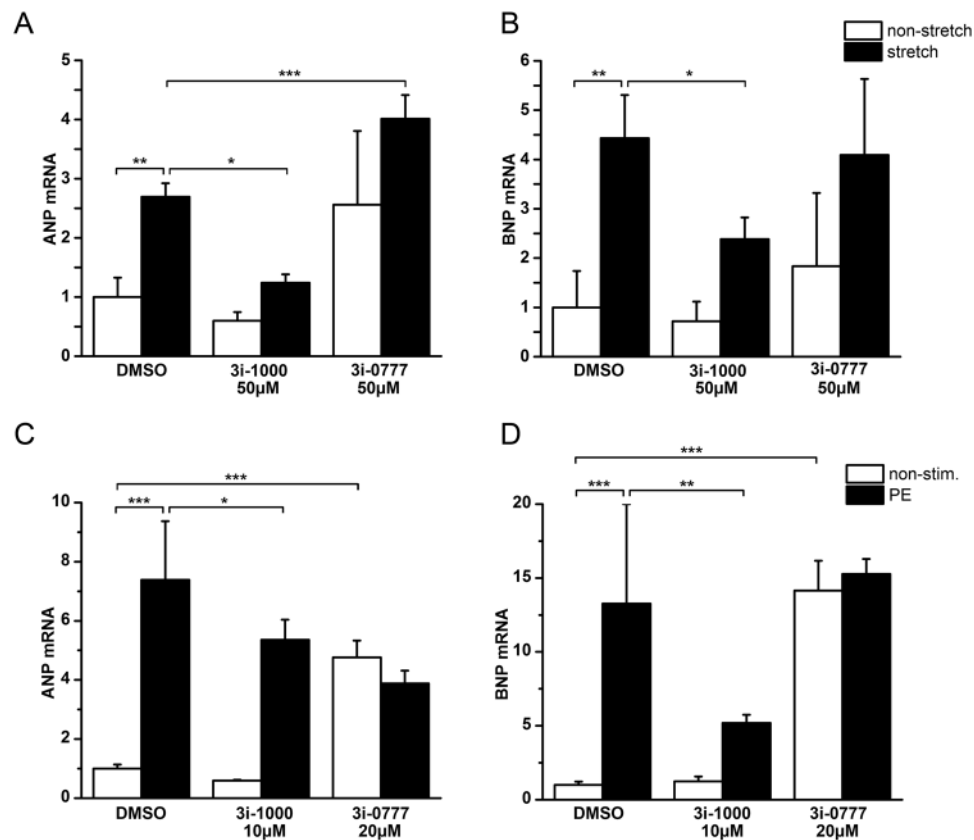 A
ANP mRNA
5
4
3
2
1
0
***
**
*
DMSO
3i-1000
50µM
3i-0777
50µM
B
non-stretch
stretch
BNP mRNA
6
5
4
3
2
1
0
**
*
DMSO
3i-1000
50µM
3i-0777
50µM
C
ANP mRNA
10
8
6
4
2
0
***
***
*
DMSO
3i-1000
10µM
3i-0777
20µM
D
non-stim.
PE
BNP mRNA
20
15
10
5
0
***
***
**
DMSO
3i-1000
10µM
3i-0777
20µM